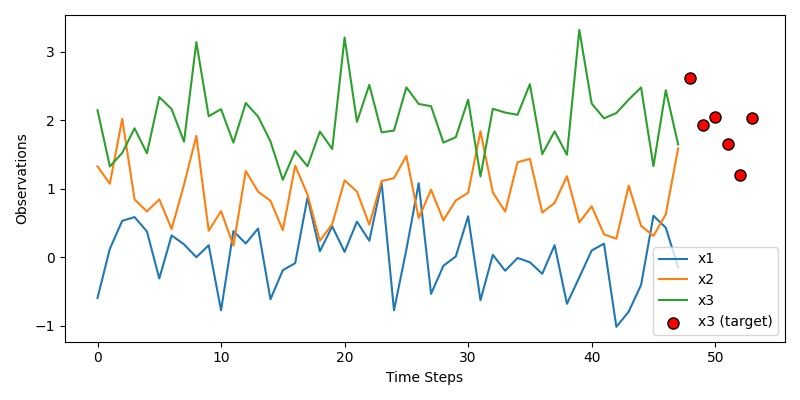 3
2
1
0
−1
Observations
0
10
20
30
40
50
Time Steps
x1
x2
x3
x3 (target)